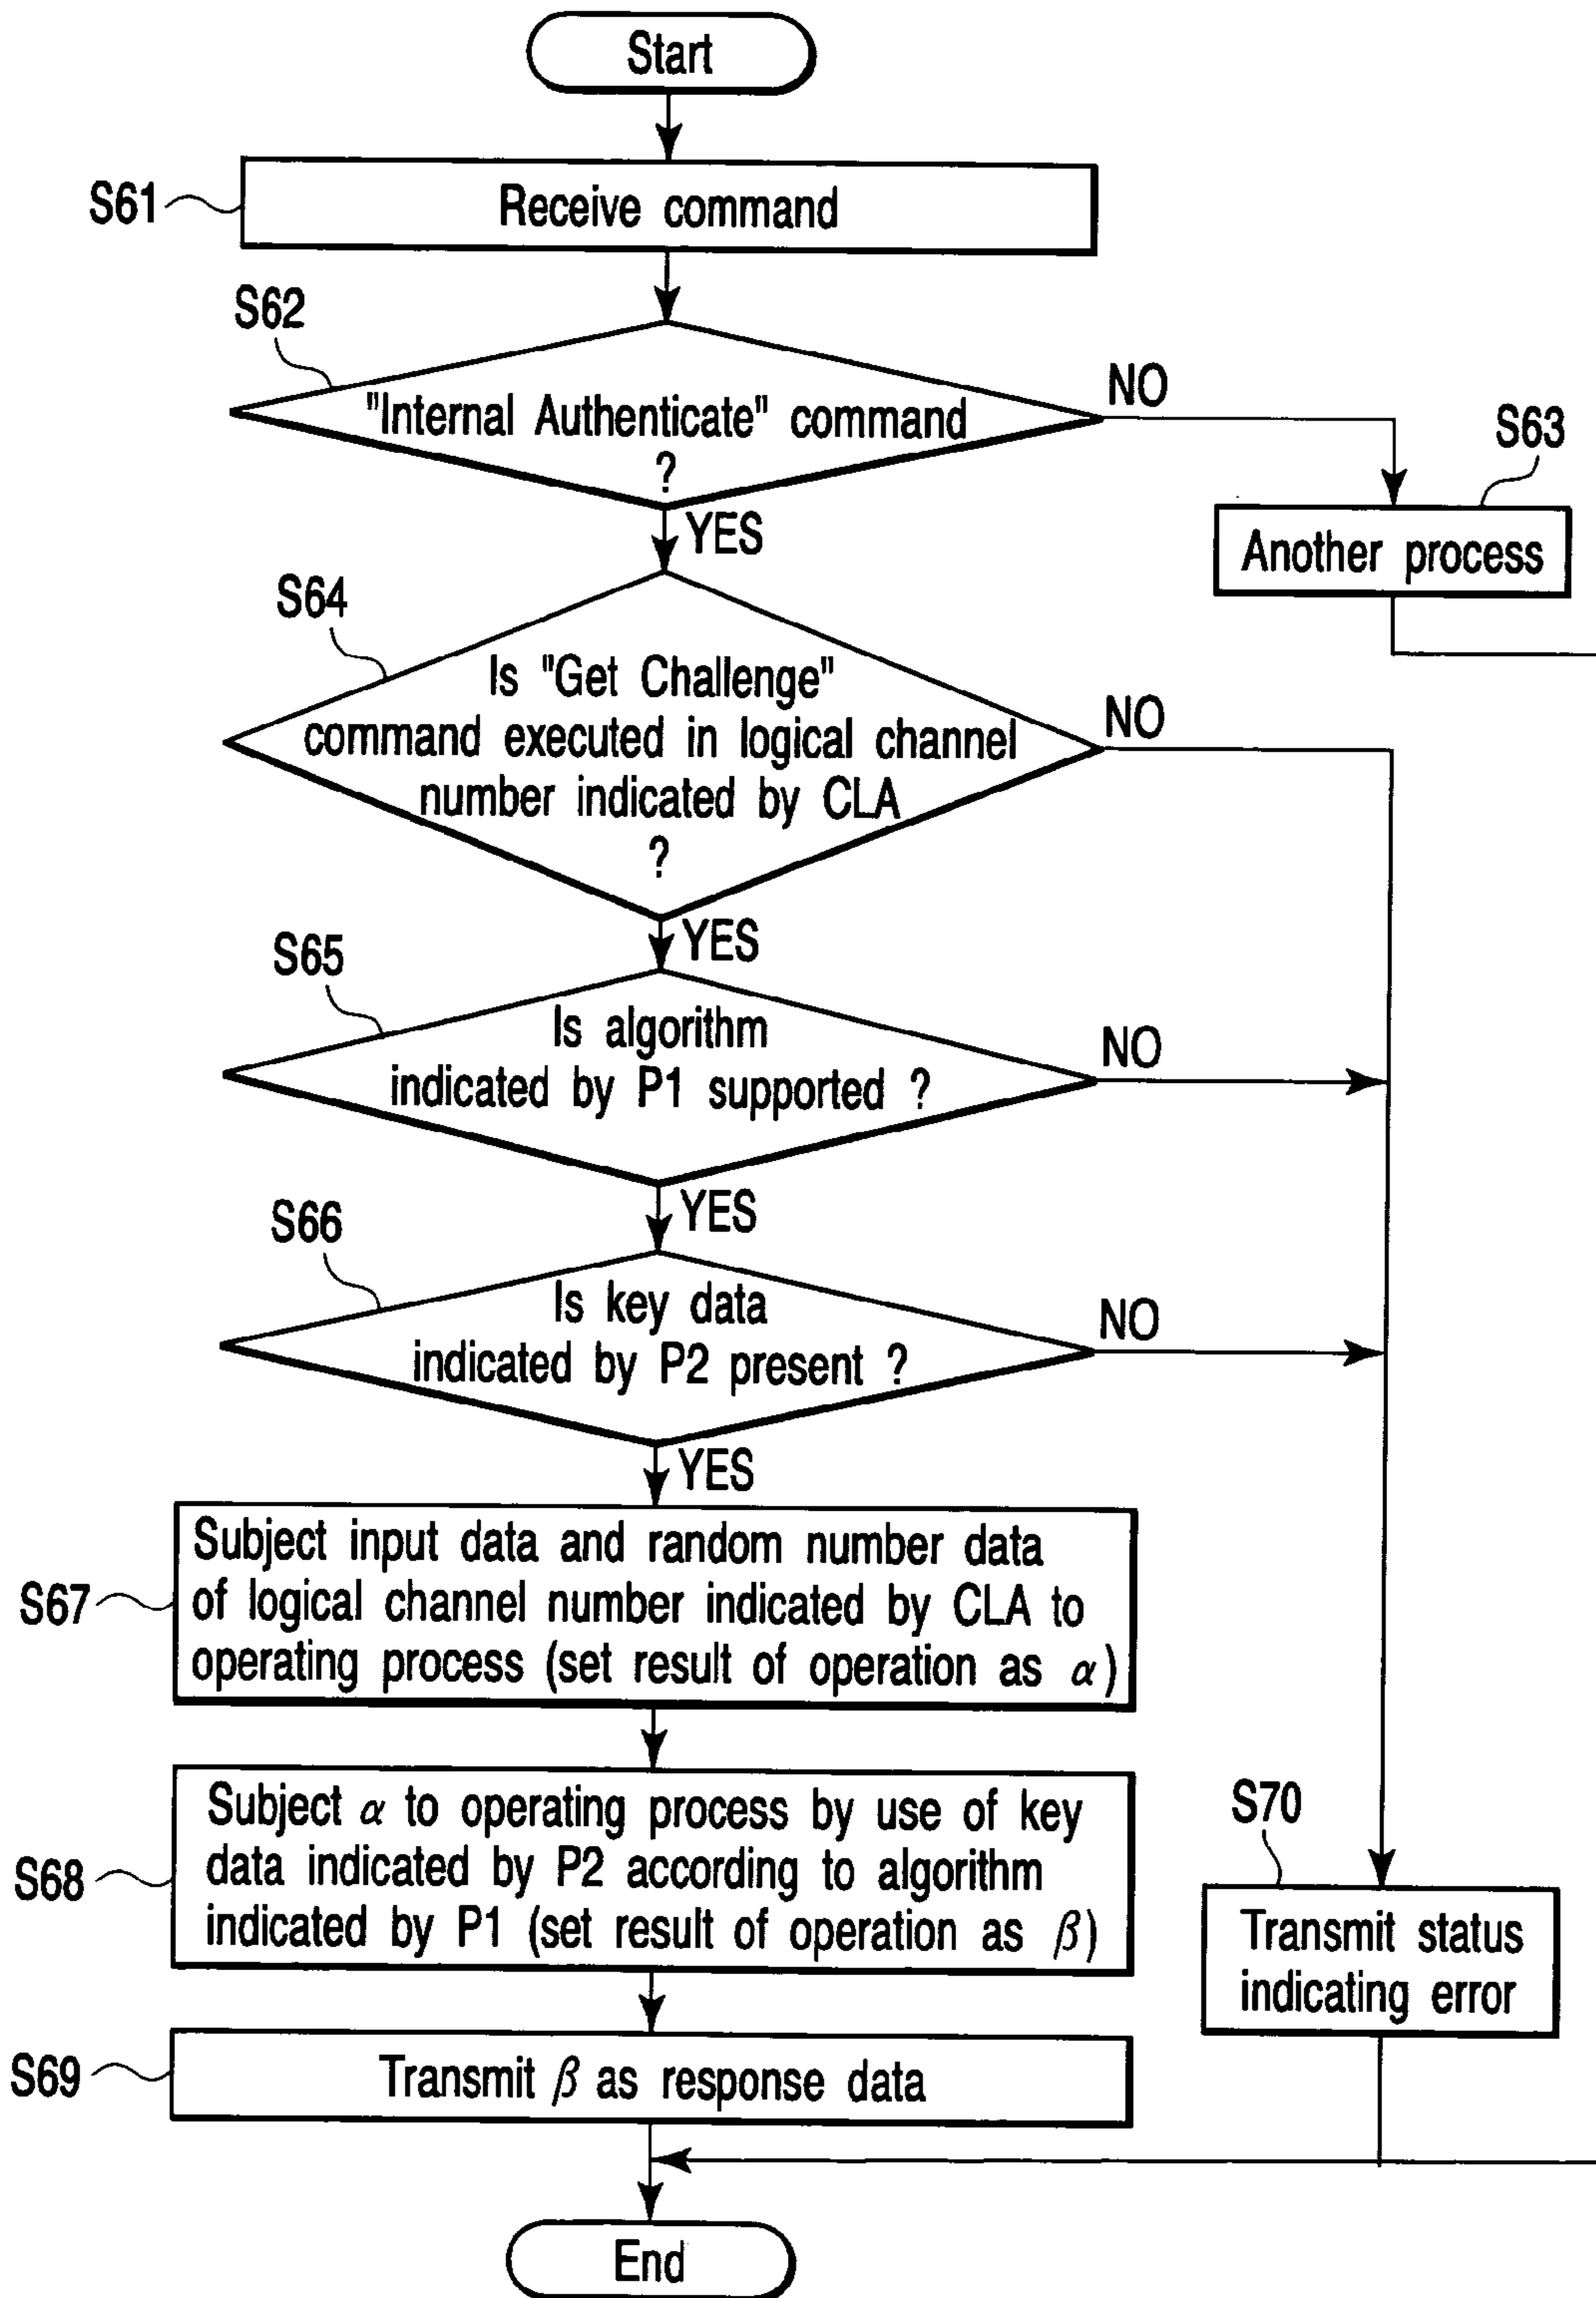 Start
S61
Receive command
S62
"Internal Authenticate" command
?
NO
S63
Another process
YES
S64
Is "Get Challenge"
command executed in logical channel
number indicated by CLA
?
NO
YES
S65
Is algorithm
indicated by P1 supported ?
NO
YES
S66
Is key data
indicated by P2 present ?
NO
YES
S67
Subject input data and random number data
of logical channel number indicated by CLA to
operating process (set result of operation as α)
S68
Subject α to operating process by use of key
data indicated by P2 according to algorithm
indicated by P1 (set result of operation as β)
S70
Transmit status
indicating error
S69
Transmit β as response data
End